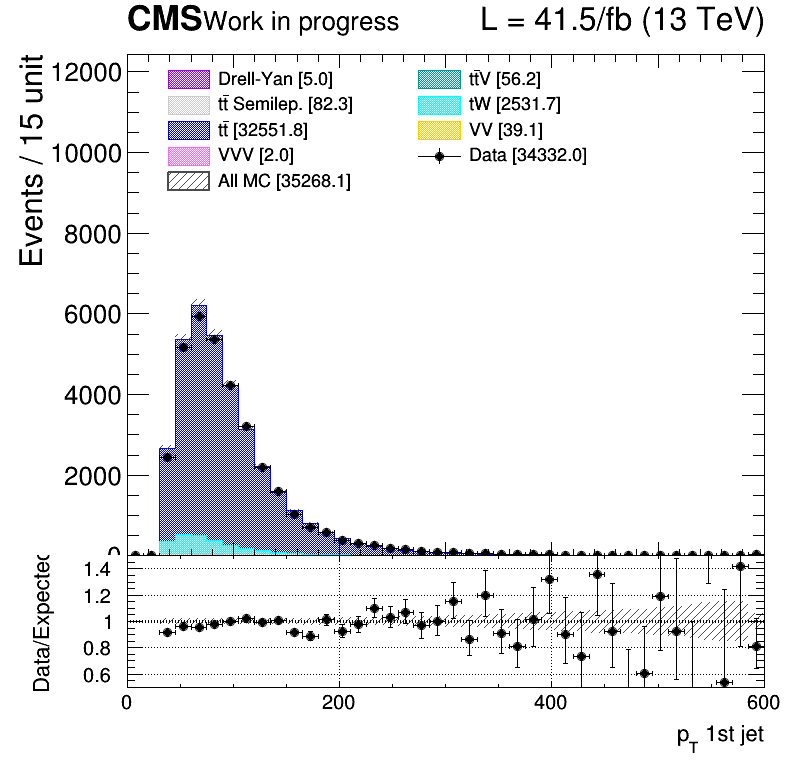 CMS Work in progress L = 41.5/fb (13 TeV)
Events / 15 unit
12000
10000
8000
6000
4000
2000
0
Drell-Yan [5.0]
tt̄ Semilep. [82.3]
tt̄ [32551.8]
VVV [2.0]
All MC [35268.1]
tt̄V [56.2]
tW [2531.7]
VV [39.1]
Data [34332.0]
Data/Expected
1.4
1.2
1
0.8
0.6
0 200 400 600
p_T 1st jet